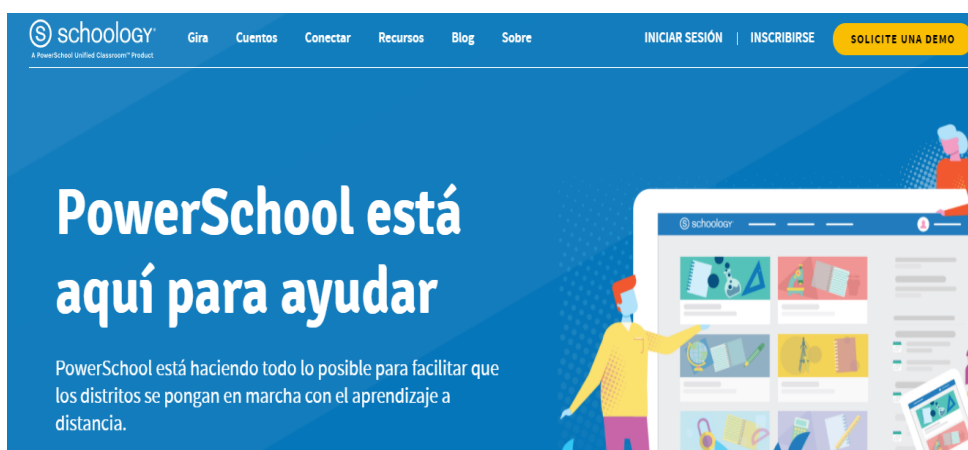 schoology
A PowerSchool Unified Classroom™ Product
Gira Cuentos Conectar Recursos Blog Sobre INICIAR SESIÓN | INSCRIBIRSE SOLICITE UNA DEMO
PowerSchool está
aquí para ayudar
PowerSchool está haciendo todo lo posible para facilitar que
los distritos se pongan en marcha con el aprendizaje a
distancia.
schoology